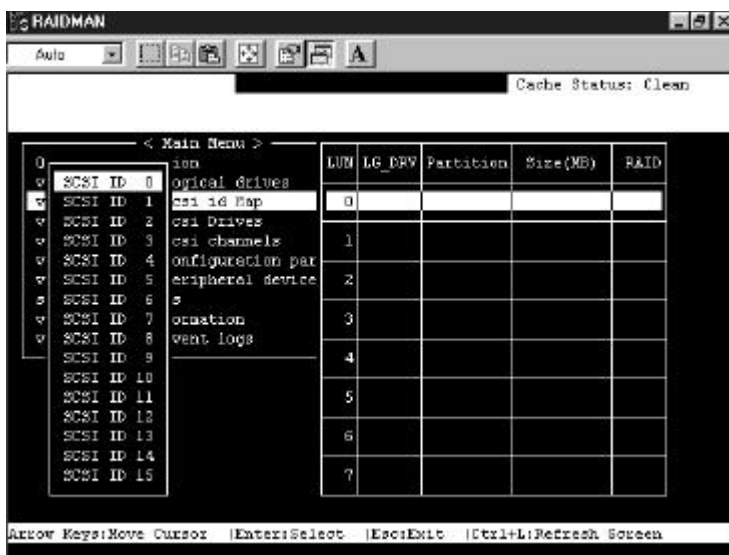 RAIDMAN
Auto
A
Cache Status: Clean
< Main Menu >
ion
ogical drives
csi id Map
csi Drives
csi channels
onfiguration par
eripheral device
s
ormation
vent logs
Q
v
v
v
v
v
v
s
v
v
SCSI ID 0
SCSI ID 1
SCSI ID 2
SCSI ID 3
SCSI ID 4
SCSI ID 5
SCSI ID 6
SCSI ID 7
SCSI ID 8
SCSI ID 9
SCSI ID 10
SCSI ID 11
SCSI ID 12
SCSI ID 13
SCSI ID 14
SCSI ID 15
LUN LG_DRV Partition Size(MB) RAID
0
1
2
3
4
5
6
7
Arrow Keys:Move Cursor |Enter:Select |Esc:Exit |Ctrl+L:Refresh Screen